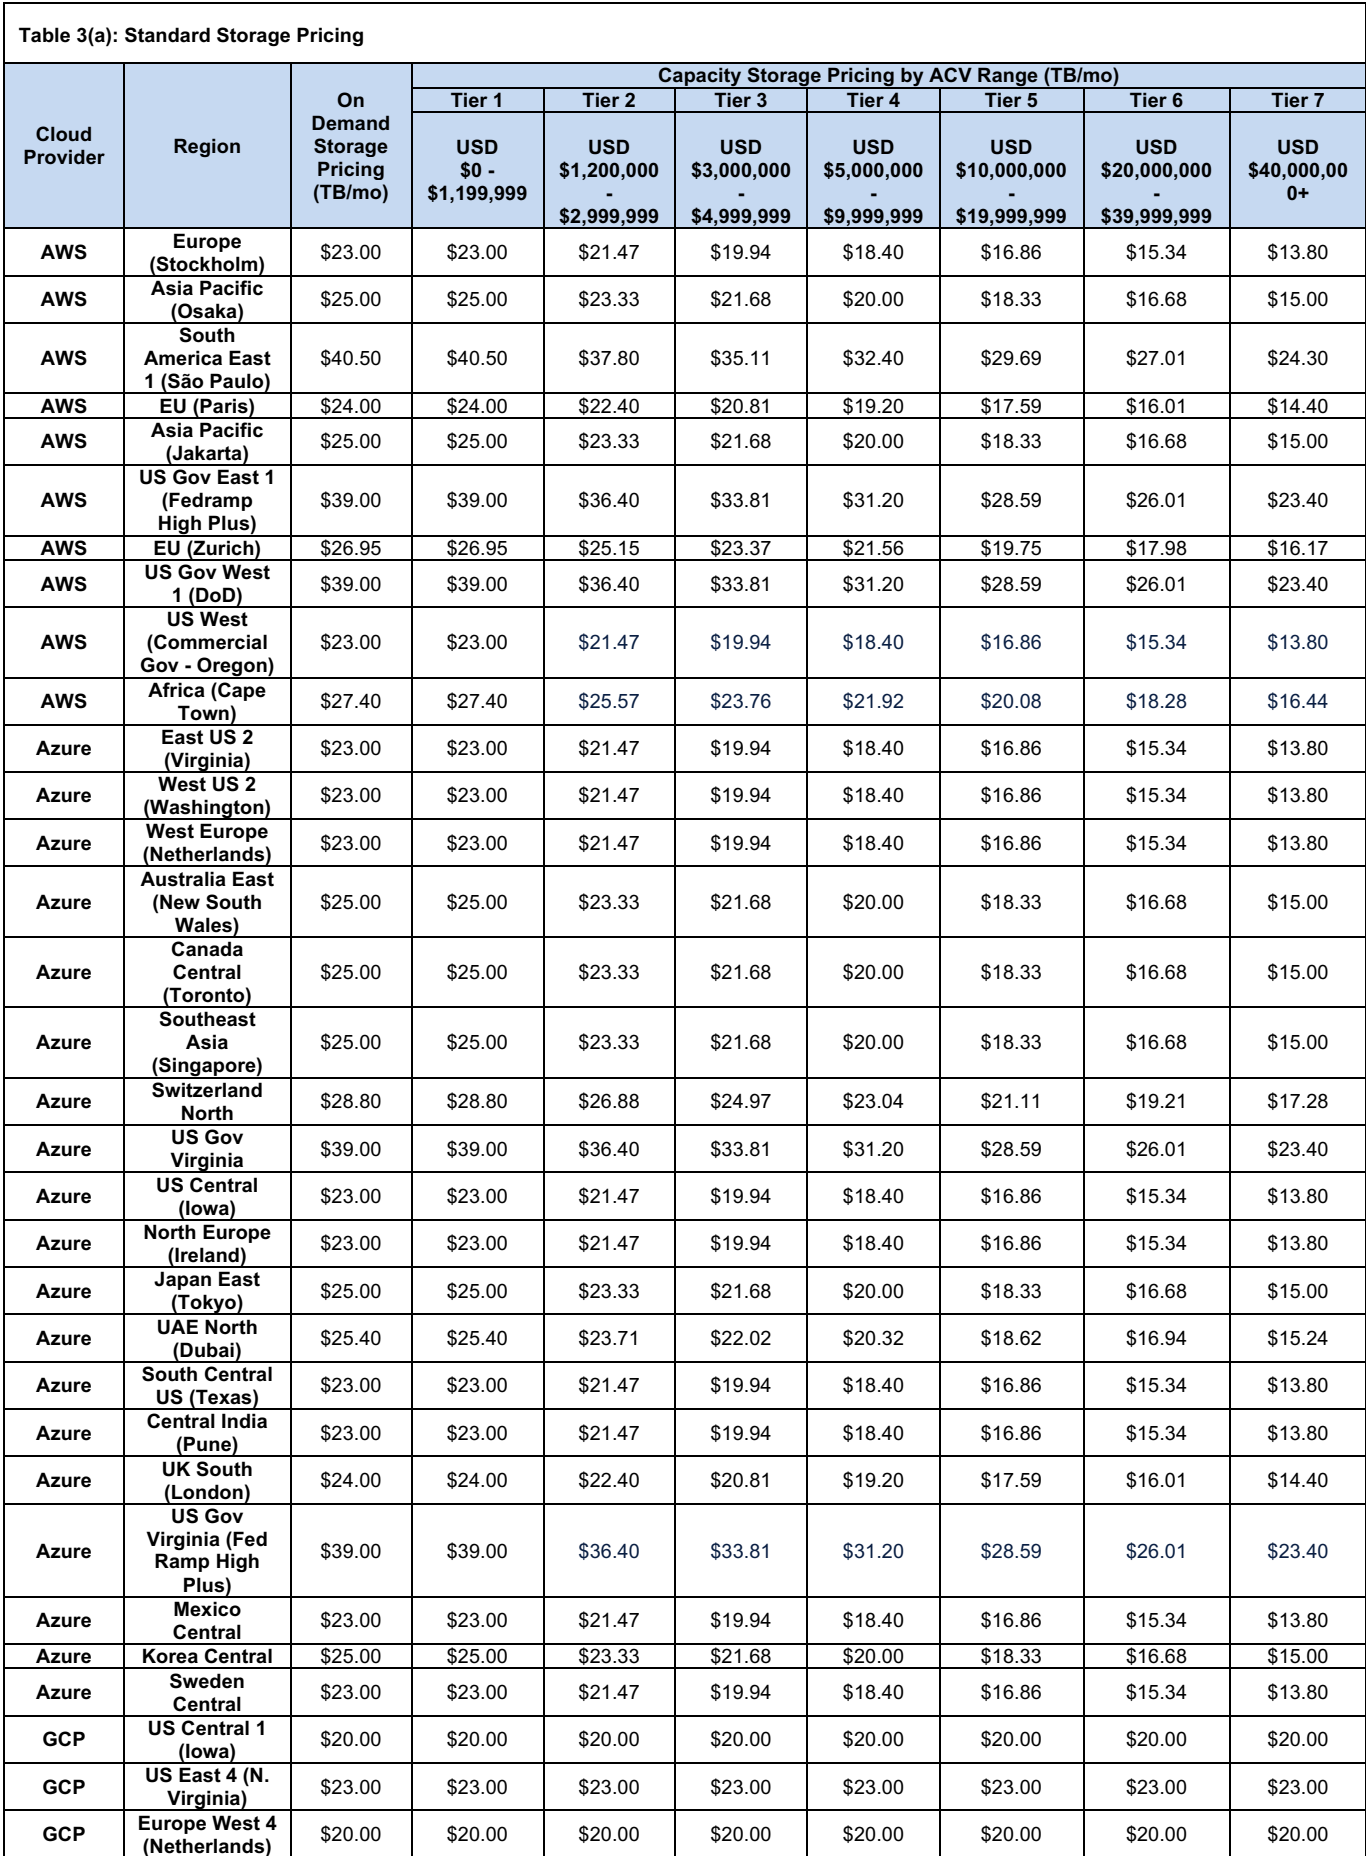 Table 3(a): Standard Storage Pricing
Cloud Provider Region On Demand Storage Pricing (TB/mo) Capacity Storage Pricing by ACV Range (TB/mo)
Tier 1 Tier 2 Tier 3 Tier 4 Tier 5 Tier 6 Tier 7
USD $0 - $1,199,999 USD $1,200,000 - $2,999,999 USD $3,000,000 - $4,999,999 USD $5,000,000 - $9,999,999 USD $10,000,000 - $19,999,999 USD $20,000,000 - $39,999,999 USD $40,000,000+
AWS Europe (Stockholm) $23.00 $23.00 $21.47 $19.94 $18.40 $16.86 $15.34 $13.80
AWS Asia Pacific (Osaka) $25.00 $25.00 $23.33 $21.68 $20.00 $18.33 $16.68 $15.00
AWS South America East 1 (São Paulo) $40.50 $40.50 $37.80 $35.11 $32.40 $29.69 $27.01 $24.30
AWS EU (Paris) $24.00 $24.00 $22.40 $20.81 $19.20 $17.59 $16.01 $14.40
AWS Asia Pacific (Jakarta) $25.00 $25.00 $23.33 $21.68 $20.00 $18.33 $16.68 $15.00
AWS US Gov East 1 (Fedramp High Plus) $39.00 $39.00 $36.40 $33.81 $31.20 $28.59 $26.01 $23.40
AWS EU (Zurich) $26.95 $26.95 $25.15 $23.37 $21.56 $19.75 $17.98 $16.17
AWS US Gov West 1 (DoD) $39.00 $39.00 $36.40 $33.81 $31.20 $28.59 $26.01 $23.40
AWS US West (Commercial Gov - Oregon) $23.00 $23.00 $21.47 $19.94 $18.40 $16.86 $15.34 $13.80
AWS Africa (Cape Town) $27.40 $27.40 $25.57 $23.76 $21.92 $20.08 $18.28 $16.44
Azure East US 2 (Virginia) $23.00 $23.00 $21.47 $19.94 $18.40 $16.86 $15.34 $13.80
Azure West US 2 (Washington) $23.00 $23.00 $21.47 $19.94 $18.40 $16.86 $15.34 $13.80
Azure West Europe (Netherlands) $23.00 $23.00 $21.47 $19.94 $18.40 $16.86 $15.34 $13.80
Azure Australia East (New South Wales) $25.00 $25.00 $23.33 $21.68 $20.00 $18.33 $16.68 $15.00
Azure Canada Central (Toronto) $25.00 $25.00 $23.33 $21.68 $20.00 $18.33 $16.68 $15.00
Azure Southeast Asia (Singapore) $25.00 $25.00 $23.33 $21.68 $20.00 $18.33 $16.68 $15.00
Azure Switzerland North $28.80 $28.80 $26.88 $24.97 $23.04 $21.11 $19.21 $17.28
Azure US Gov Virginia $39.00 $39.00 $36.40 $33.81 $31.20 $28.59 $26.01 $23.40
Azure US Central (Iowa) $23.00 $23.00 $21.47 $19.94 $18.40 $16.86 $15.34 $13.80
Azure North Europe (Ireland) $23.00 $23.00 $21.47 $19.94 $18.40 $16.86 $15.34 $13.80
Azure Japan East (Tokyo) $25.00 $25.00 $23.33 $21.68 $20.00 $18.33 $16.68 $15.00
Azure UAE North (Dubai) $25.40 $25.40 $23.71 $22.02 $20.32 $18.62 $16.94 $15.24
Azure South Central US (Texas) $23.00 $23.00 $21.47 $19.94 $18.40 $16.86 $15.34 $13.80
Azure Central India (Pune) $23.00 $23.00 $21.47 $19.94 $18.40 $16.86 $15.34 $13.80
Azure UK South (London) $24.00 $24.00 $22.40 $20.81 $19.20 $17.59 $16.01 $14.40
Azure US Gov Virginia (Fed Ramp High Plus) $39.00 $39.00 $36.40 $33.81 $31.20 $28.59 $26.01 $23.40
Azure Mexico Central $23.00 $23.00 $21.47 $19.94 $18.40 $16.86 $15.34 $13.80
Azure Korea Central $25.00 $25.00 $23.33 $21.68 $20.00 $18.33 $16.68 $15.00
Azure Sweden Central $23.00 $23.00 $21.47 $19.94 $18.40 $16.86 $15.34 $13.80
GCP US Central 1 (Iowa) $20.00 $20.00 $20.00 $20.00 $20.00 $20.00 $20.00 $20.00
GCP US East 4 (N. Virginia) $23.00 $23.00 $23.00 $23.00 $23.00 $23.00 $23.00 $23.00
GCP Europe West 4 (Netherlands) $20.00 $20.00 $20.00 $20.00 $20.00 $20.00 $20.00 $20.00